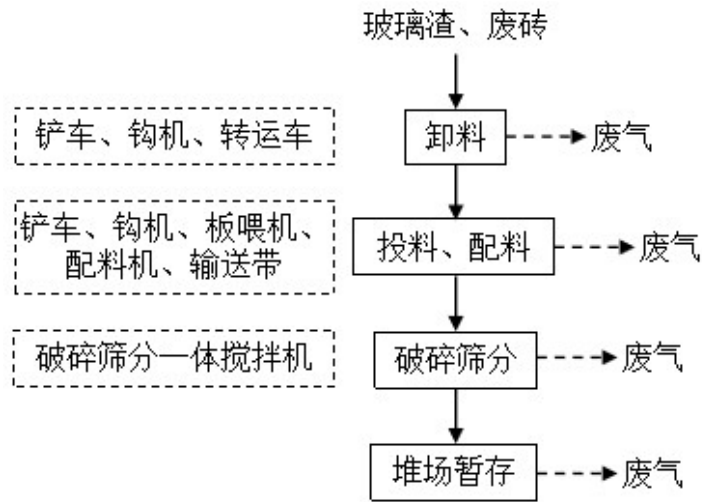 玻璃渣、废砖
铲车、钩机、转运车
卸料
废气
铲车、钩机、板喂机、
配料机、输送带
投料、配料
废气
破碎筛分一体搅拌机
破碎筛分
废气
堆场暂存
废气